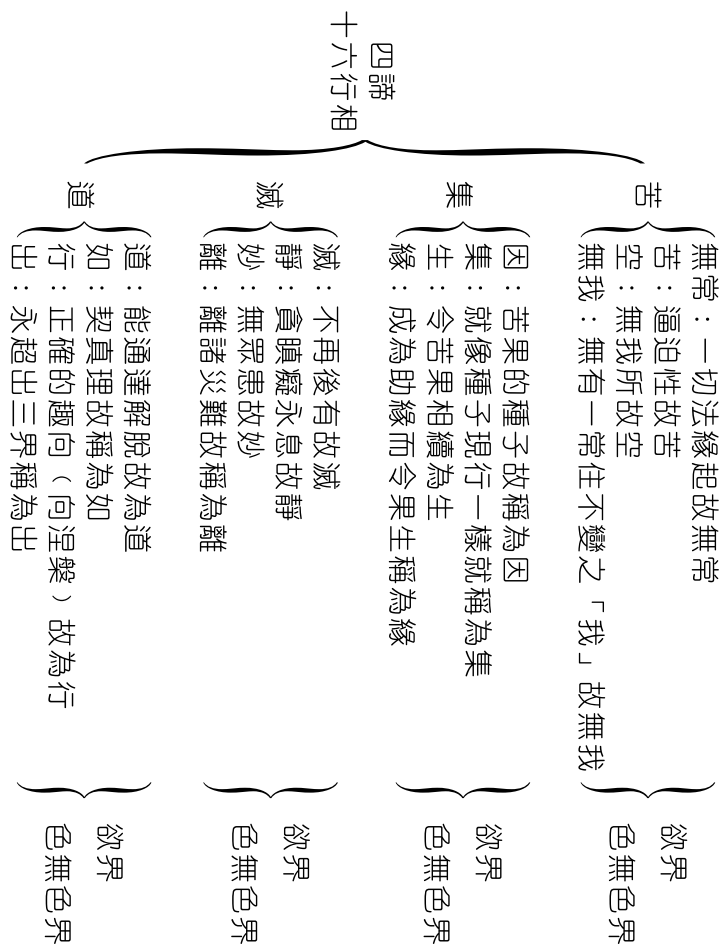 四諦
十六行相
苦
無常：一切法緣起故無常
苦：逼迫性故苦
空：無我所故空
無我：無有一常住不變之「我」故無我
欲界
色無色界
集
因：苦果的種子故稱為因
集：就像種子現行一樣就稱為集
生：令苦果相續為生
緣：成為助緣而令果生稱為緣
欲界
色無色界
滅
滅：不再後有故滅
靜：貪瞋癡永息故靜
妙：無眾患故妙
離：離諸災難故稱為離
欲界
色無色界
道
道：能通達解脫故為道
如：契真理故稱為如
行：正確的趣向（向涅槃）故為行
出：永超出三界稱為出
欲界
色無色界